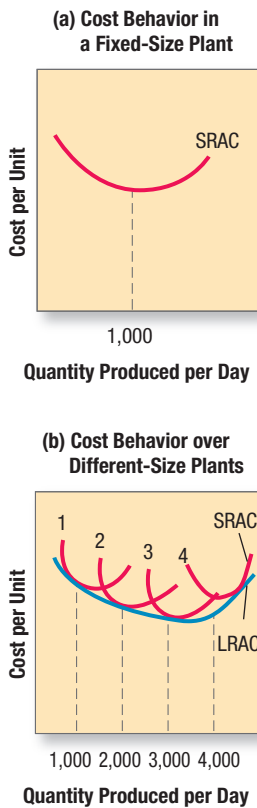 (a) Cost Behavior in
a Fixed-Size Plant
SRAC
Cost per Unit
1,000
Quantity Produced per Day
(b) Cost Behavior over
Different-Size Plants
SRAC
1
2
3
4
LRAC
Cost per Unit
1,000 2,000 3,000 4,000
Quantity Produced per Day